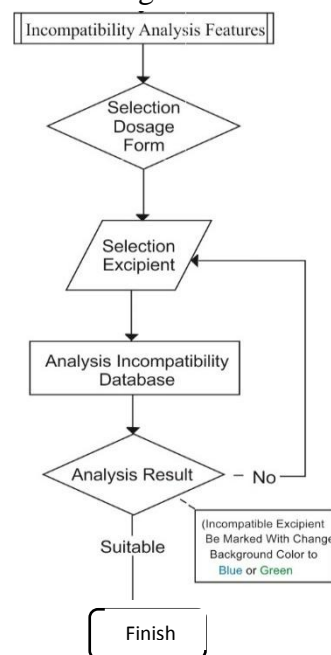 Incompatibility Analysis Features
Selection
Dosage
Form
Selection
Excipient
Analysis Incompatibility
Database
Analysis Result
No
(Incompatible Excipient
Be Marked With Change
Background Color to
Blue or Green
Suitable
Finish